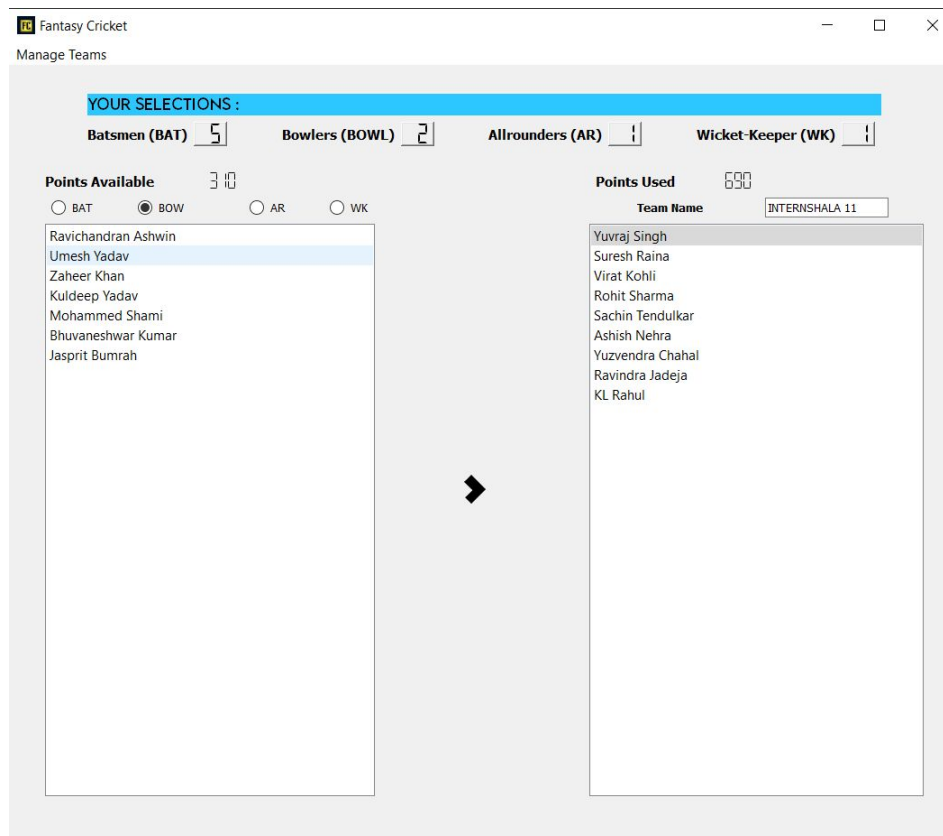 FC Fantasy Cricket
Manage Teams
YOUR SELECTIONS :
Batsmen (BAT) 5 Bowlers (BOWL) 2 Allrounders (AR) 1 Wicket-Keeper (WK) 1
Points Available 310 Points Used 690
BAT BOW AR WK Team Name INTERNSHALA 11
Ravichandran Ashwin
Umesh Yadav
Zaheer Khan
Kuldeep Yadav
Mohammed Shami
Bhuvaneshwar Kumar
Jasprit Bumrah
Yuvraj Singh
Suresh Raina
Virat Kohli
Rohit Sharma
Sachin Tendulkar
Ashish Nehra
Yuzvendra Chahal
Ravindra Jadeja
KL Rahul